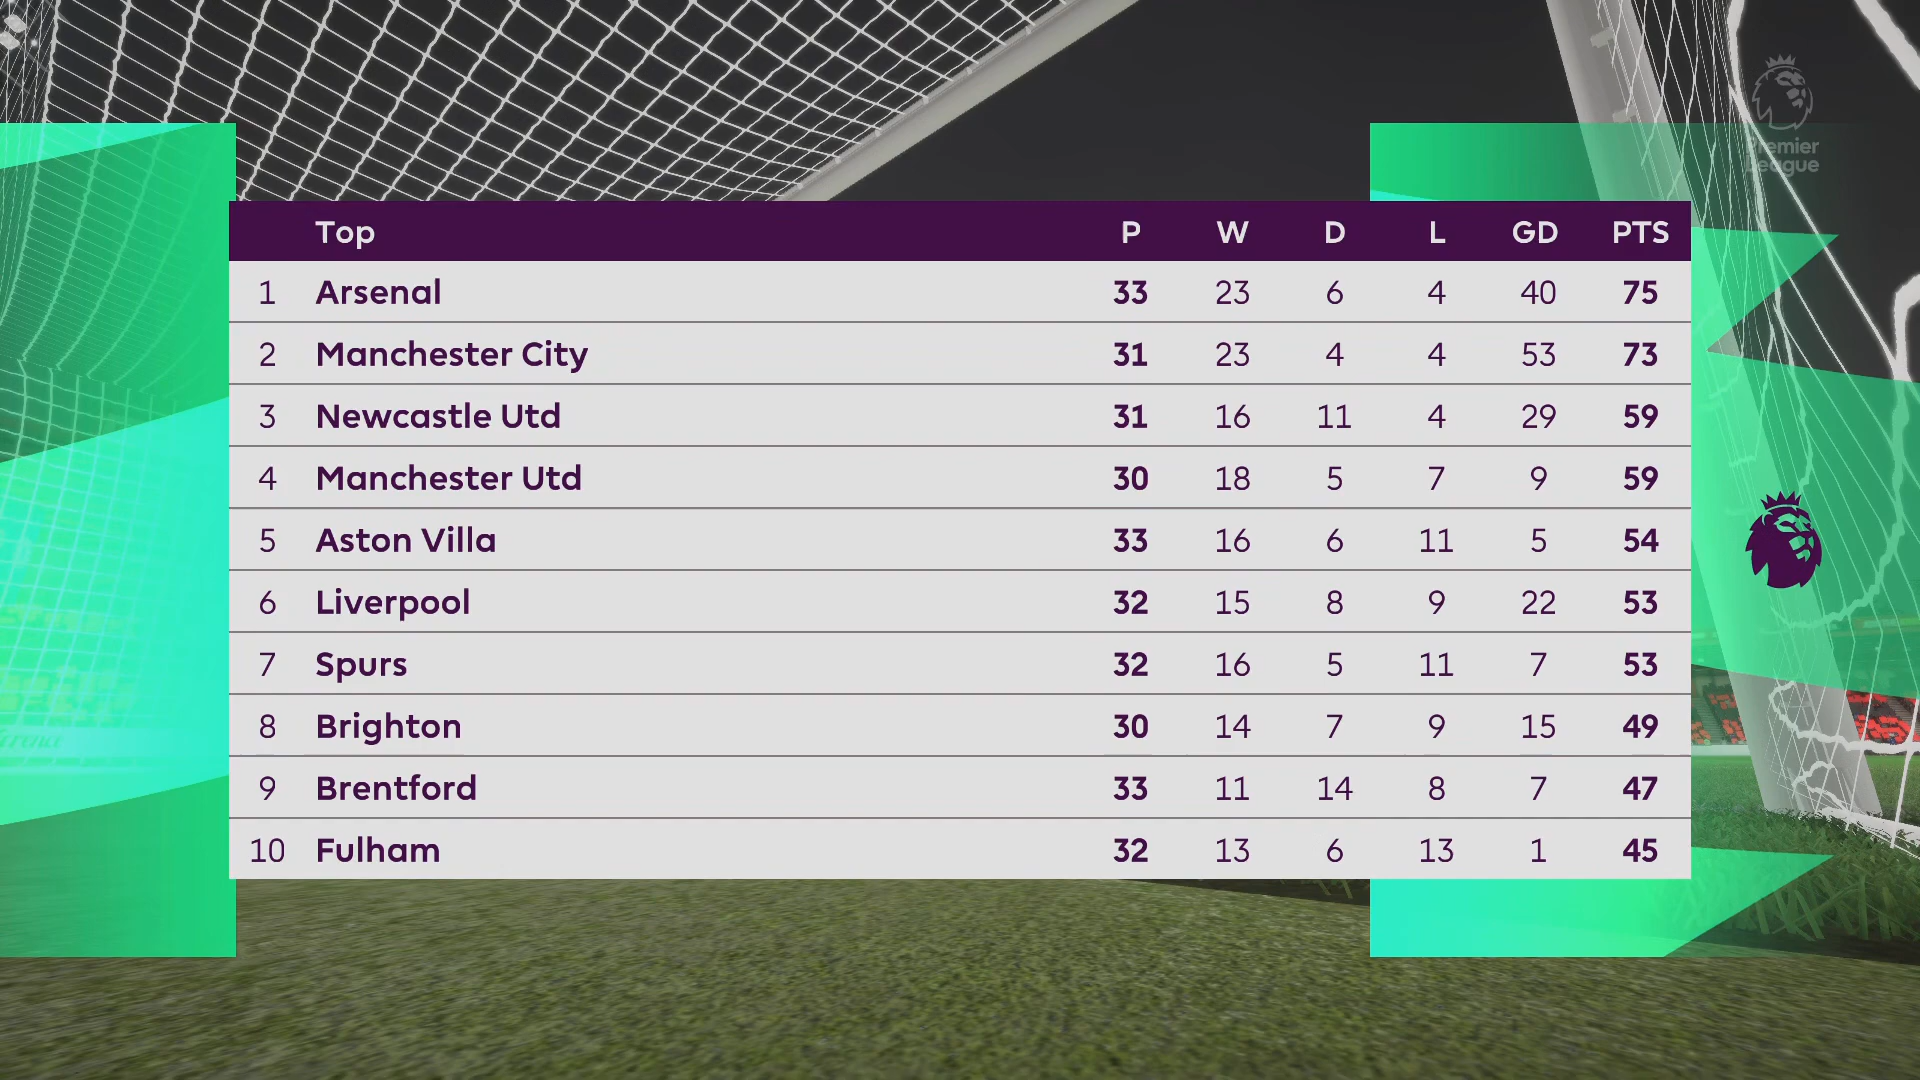 Premier
League
Top P W D L GD PTS
1 Arsenal 33 23 6 4 40 75
2 Manchester City 31 23 4 4 53 73
3 Newcastle Utd 31 16 11 4 29 59
4 Manchester Utd 30 18 5 7 9 59
5 Aston Villa 33 16 6 11 5 54
6 Liverpool 32 15 8 9 22 53
7 Spurs 32 16 5 11 7 53
8 Brighton 30 14 7 9 15 49
9 Brentford 33 11 14 8 7 47
10 Fulham 32 13 6 13 1 45